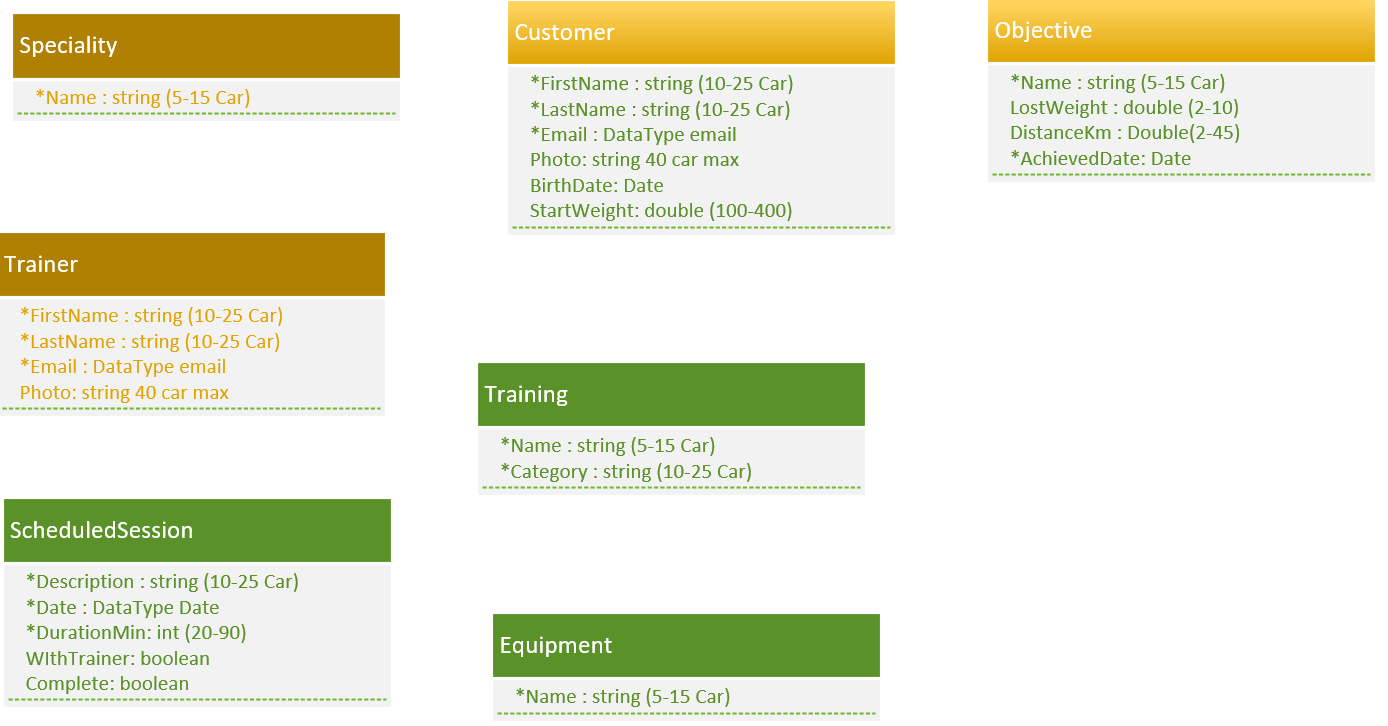 Speciality
*Name : string (5-15 Car)
Customer
*FirstName : string (10-25 Car)
*LastName : string (10-25 Car)
*Email : DataType email
Photo: string 40 car max
BirthDate: Date
StartWeight: double (100-400)
Objective
*Name : string (5-15 Car)
LostWeight : double (2-10)
DistanceKm : Double(2-45)
*AchievedDate: Date
Trainer
*FirstName : string (10-25 Car)
*LastName : string (10-25 Car)
*Email : DataType email
Photo: string 40 car max
Training
*Name : string (5-15 Car)
*Category : string (10-25 Car)
ScheduledSession
*Description : string (10-25 Car)
*Date : DataType Date
*DurationMin: int (20-90)
WIthTrainer: boolean
Complete: boolean
Equipment
*Name : string (5-15 Car)